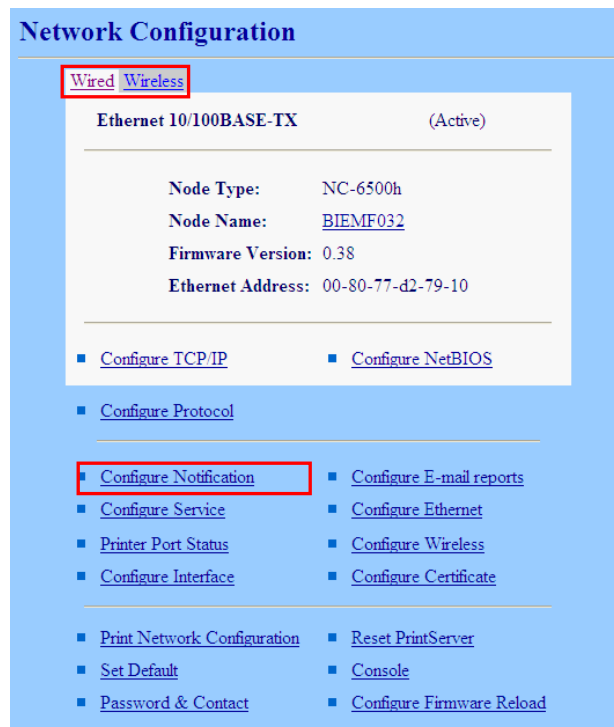 Network Configuration
Wired Wireless
Ethernet 10/100BASE-TX (Active)
Node Type: NC-6500h
Node Name: BIEMF032
Firmware Version: 0.38
Ethernet Address: 00-80-77-d2-79-10
Configure TCP/IP Configure NetBIOS
Configure Protocol
Configure Notification Configure E-mail reports
Configure Service Configure Ethernet
Printer Port Status Configure Wireless
Configure Interface Configure Certificate
Print Network Configuration Reset PrintServer
Set Default Console
Password & Contact Configure Firmware Reload